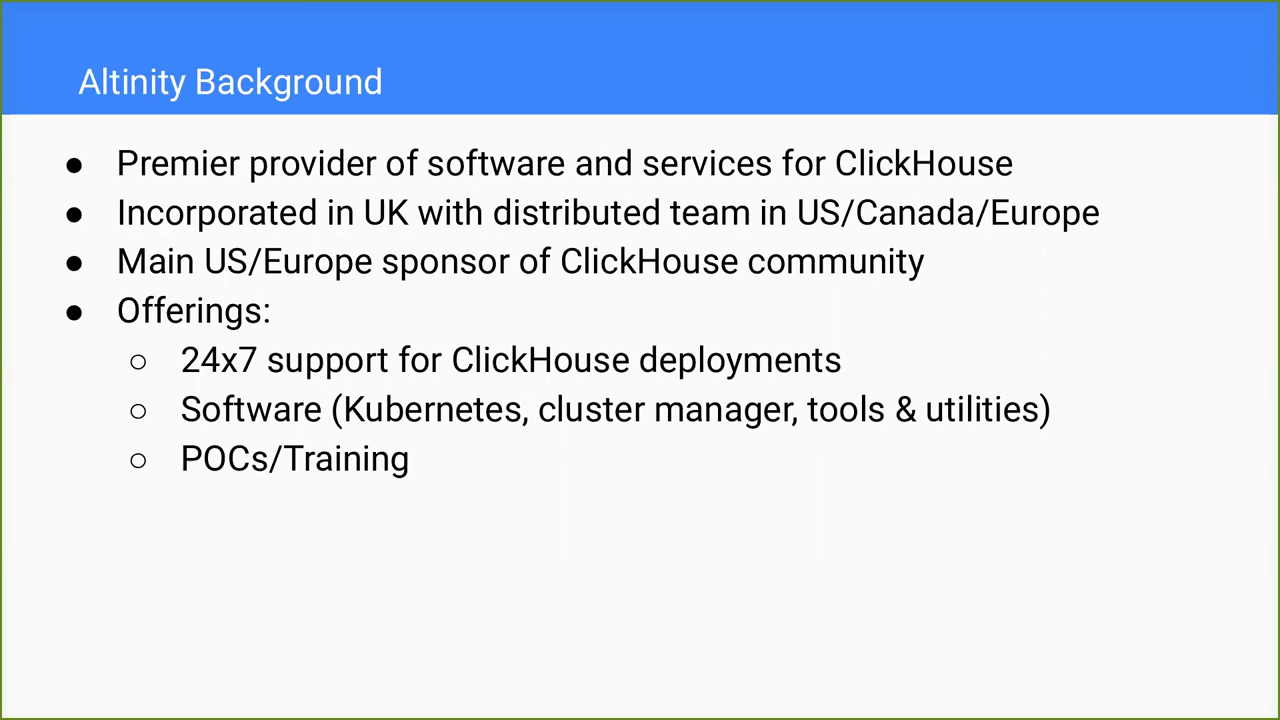 Altinity Background
● Premier provider of software and services for ClickHouse
● Incorporated in UK with distributed team in US/Canada/Europe
● Main US/Europe sponsor of ClickHouse community
● Offerings:
○ 24x7 support for ClickHouse deployments
○ Software (Kubernetes, cluster manager, tools & utilities)
○ POCs/Training